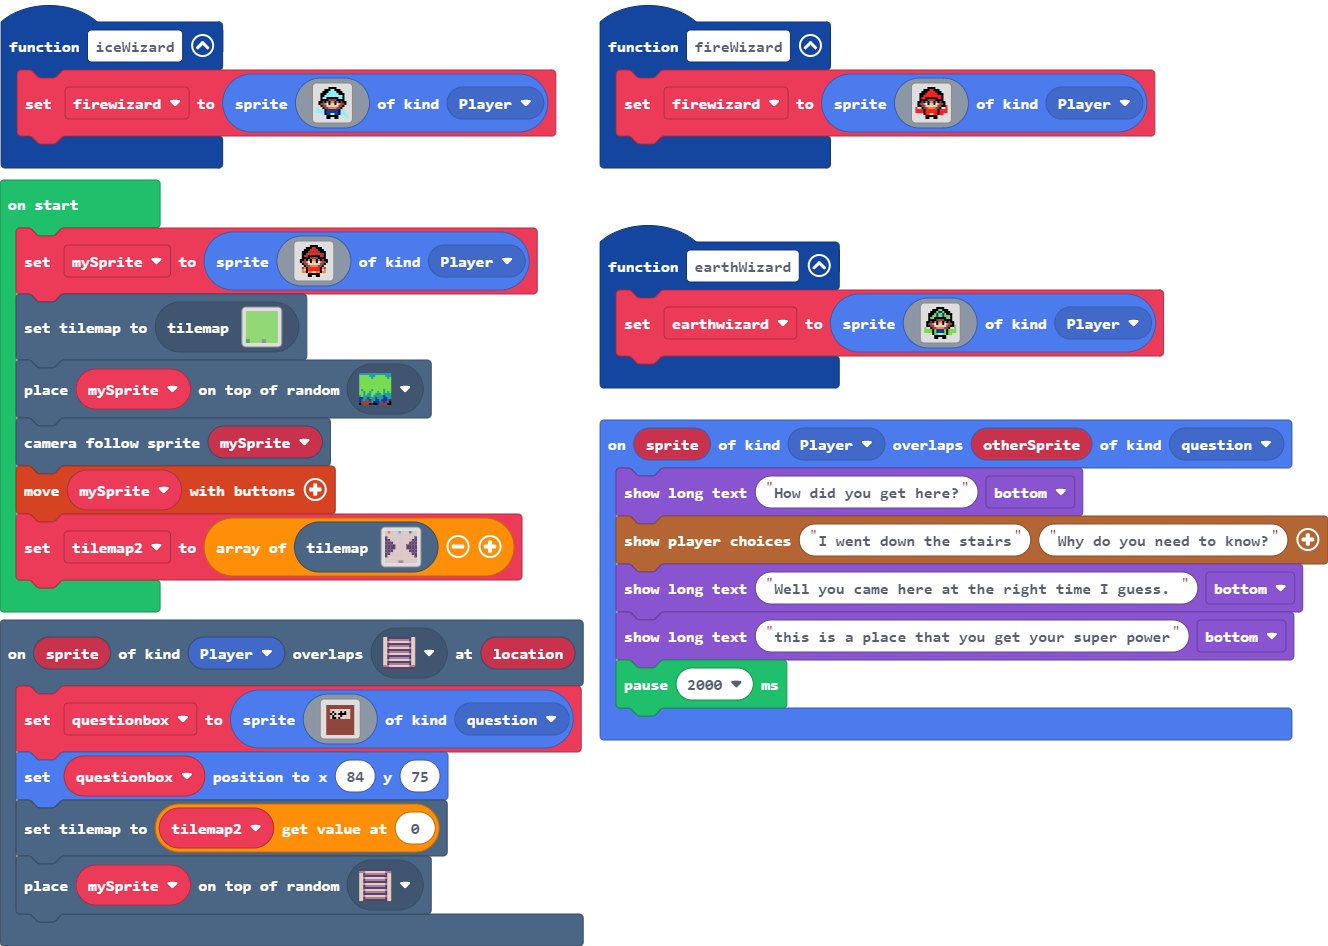 function iceWizard
set firewizard to sprite of kind Player
on start
set mySprite to sprite of kind Player
set tilemap to tilemap
place mySprite on top of random
camera follow sprite mySprite
move mySprite with buttons
set tilemap2 to array of tilemap
on sprite of kind Player overlaps at location
set questionbox to sprite of kind question
set questionbox position to x 84 y 75
set tilemap to tilemap2 get value at 0
place mySprite on top of random
function fireWizard
set firewizard to sprite of kind Player
function earthWizard
set earthwizard to sprite of kind Player
on sprite of kind Player overlaps otherSprite of kind question
show long text "How did you get here?" bottom
show player choices "I went down the stairs" "Why do you need to know?"
show long text "Well you came here at the right time I guess. " bottom
show long text "this is a place that you get your super power" bottom
pause 2000 ms